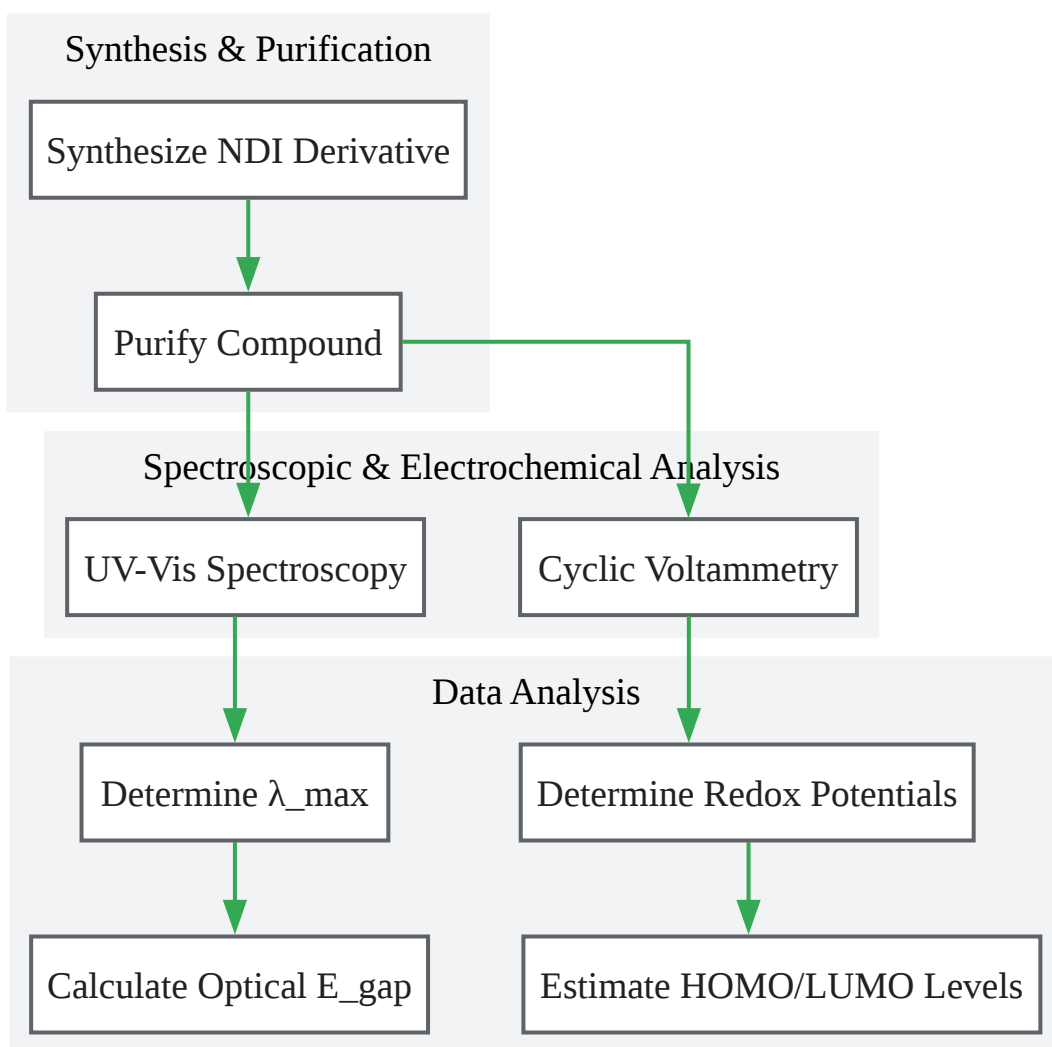 Synthesis & Purification
Synthesize NDI Derivative
Purify Compound
Spectroscopic & Electrochemical Analysis
UV-Vis Spectroscopy
Cyclic Voltammetry
Data Analysis
Determine λ_max
Determine Redox Potentials
Calculate Optical E_gap
Estimate HOMO/LUMO Levels